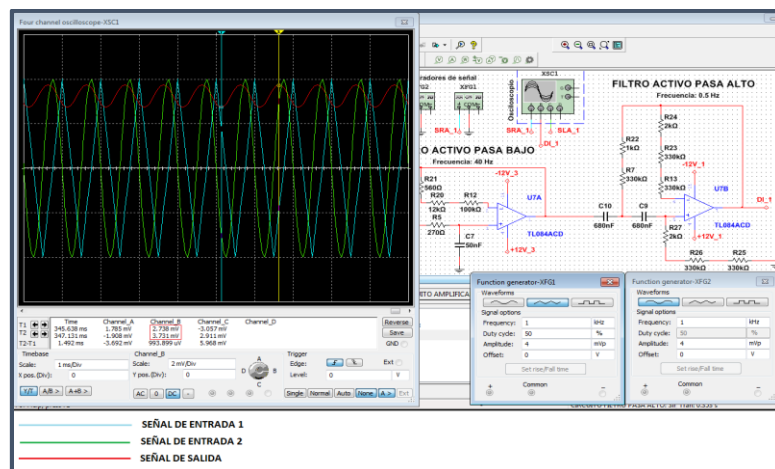 Four channel oscilloscope-XSC1
Time Channel_A Channel_B Channel_C Channel_D
T1 345.638 ms 1.785 mV 2.738 mV -3.057 mV
T2 347.131 ms -1.908 mV 3.731 mV 2.911 mV
T2-T1 1.492 ms -3.692 mV 993.899 uV 5.968 mV
Reverse
Save
GND
Timebase
Scale: 1 ms/Div
X pos.(Div): 0
Y/T A/B > A+B >
Channel_B
Scale: 2 mV/Div
Y pos.(Div): 0
AC 0 DC -
A
B
C
D
Trigger
Edge:
Ext
Level: 0 V
Single Normal Auto None A > Ext
radores de señal
FG2 XFG1
XSC1
Osciloscopio
BRA_1
SRA_1
SLA_1
DI_1
FILTRO ACTIVO PASA ALTO
Frecuencia: 0.5 Hz
R24
2kΩ
R22
1kΩ
R23
330kΩ
R7
330kΩ
R13
330kΩ
-12V_1
U7B
DI_1
TL084ACD
+12V_1
C10
680nF
C9
680nF
R27
2kΩ
R26
330kΩ
R25
330kΩ
O ACTIVO PASA BAJO
Frecuencia: 40 Hz
R21
560Ω
R20
12kΩ
R12
100kΩ
R5
270Ω
C7
50nF
-12V_3
U7A
TL084ACD
+12V_3
ITO AMPLIFICA
Function generator-XFG1
Waveforms
Signal options
Frequency: 1 kHz
Duty cycle: 50 %
Amplitude: 4 mVp
Offset: 0 V
Set rise/Fall time
+ Common -
Function generator-XFG2
Waveforms
Signal options
Frequency: 1 kHz
Duty cycle: 50 %
Amplitude: 4 mVp
Offset: 0 V
Set rise/Fall time
+ Common -
SEÑAL DE ENTRADA 1
SEÑAL DE ENTRADA 2
SEÑAL DE SALIDA